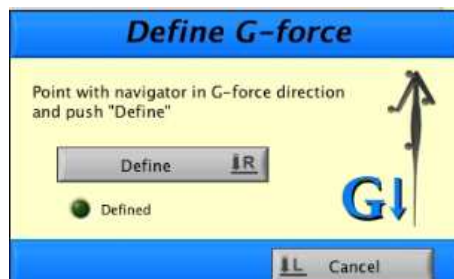 Define G-force
Point with navigator in G-force direction
and push "Define"
Define R
Defined
G
L Cancel